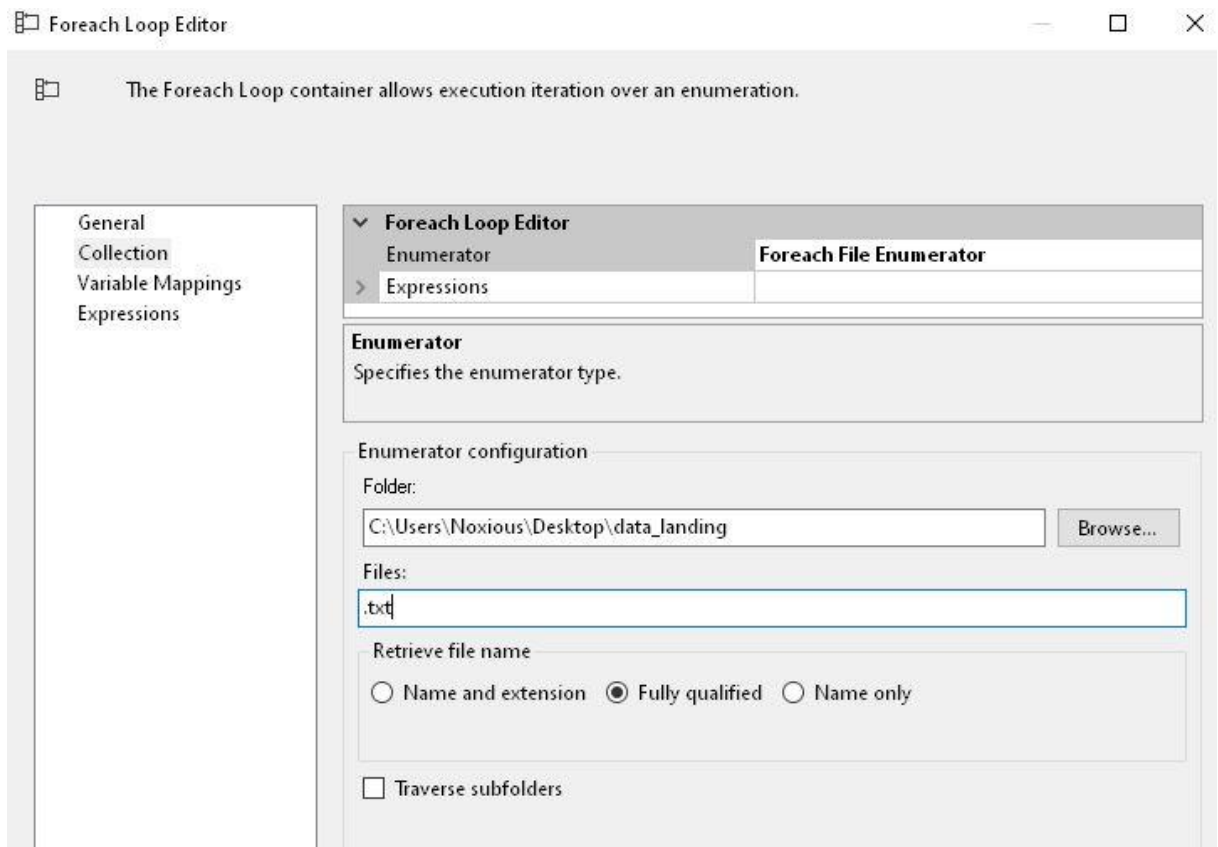 Foreach Loop Editor
The Foreach Loop container allows execution iteration over an enumeration.
General
Collection
Variable Mappings
Expressions
Foreach Loop Editor
Enumerator Foreach File Enumerator
Expressions
Enumerator
Specifies the enumerator type.
Enumerator configuration
Folder:
C:\Users\Noxious\Desktop\data_landing Browse...
Files:
.txt
Retrieve file name
Name and extension Fully qualified Name only
Traverse subfolders